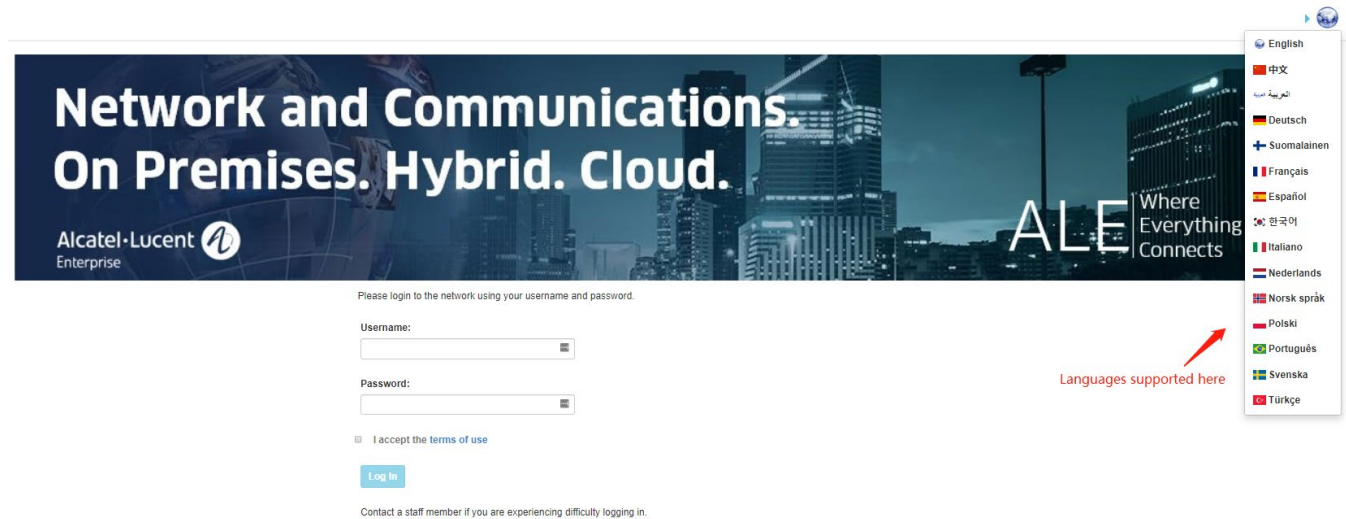 English
中文
العربية
Deutsch
Suomalainen
Français
Español
한국어
Italiano
Nederlands
Norsk språk
Polski
Português
Svenska
Türkçe
Network and Communications.
On Premises. Hybrid. Cloud.
Alcatel·Lucent
Enterprise
ALE
Where
Everything
Connects
Please login to the network using your username and password.
Username:
Password:
I accept the terms of use
Log In
Contact a staff member if you are experiencing difficulty logging in.
Languages supported here